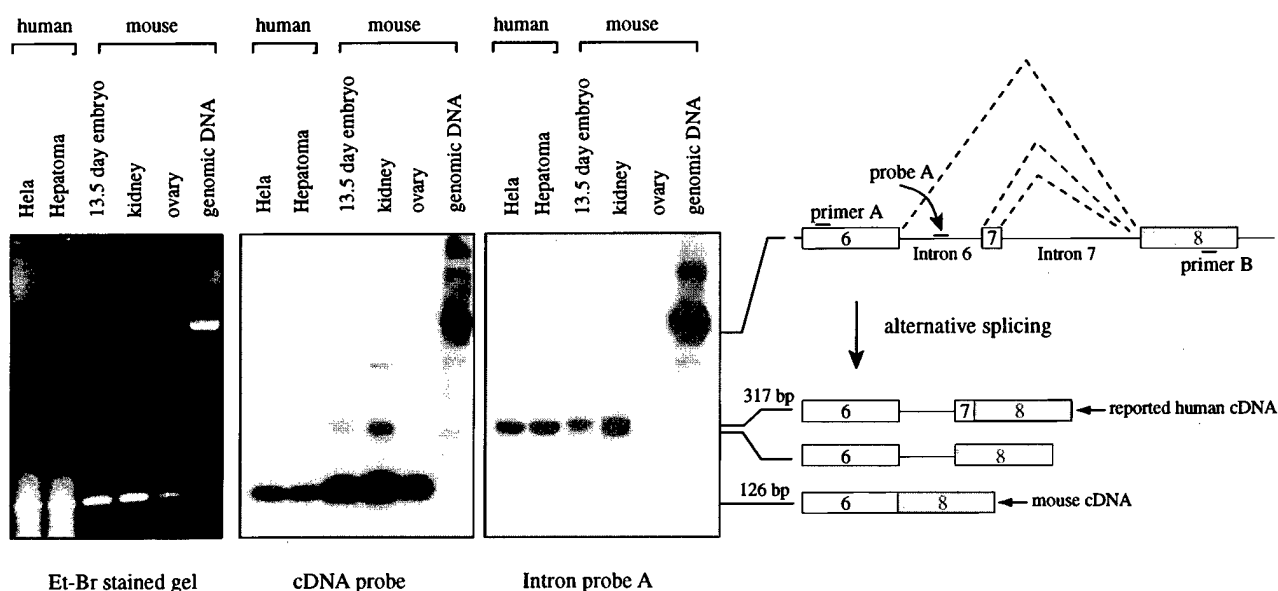 human mouse
Hela
Hepatoma
13.5 day embryo
kidney
ovary
genomic DNA
Et-Br stained gel
human mouse
Hela
Hepatoma
13.5 day embryo
kidney
ovary
genomic DNA
cDNA probe
human mouse
Hela
Hepatoma
13.5 day embryo
kidney
ovary
genomic DNA
Intron probe A
probe A
primer A
6 7 8
Intron 6 Intron 7
primer B
alternative splicing
317 bp
6 7 8 reported human cDNA
6 8
126 bp
6 8 mouse cDNA